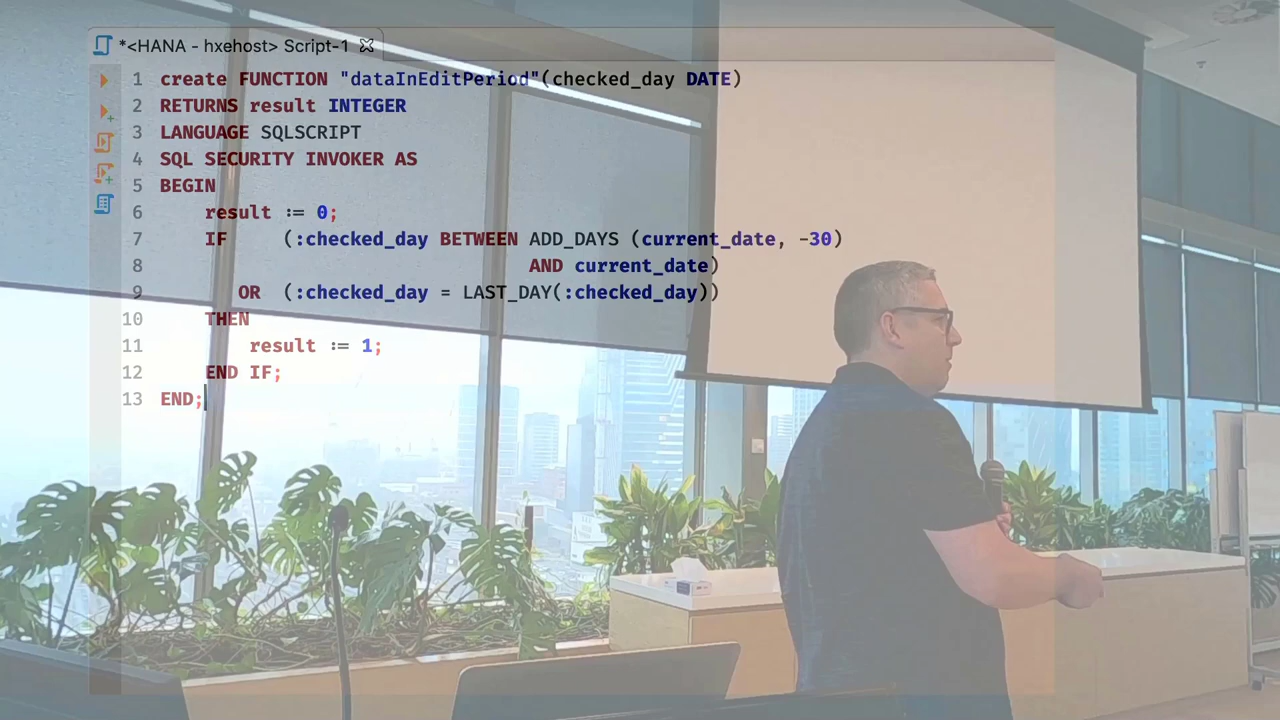 *<HANA - hxehost> Script-1
1 create FUNCTION "dataInEditPeriod"(checked_day DATE)
2 RETURNS result INTEGER
3 LANGUAGE SQLSCRIPT
4 SQL SECURITY INVOKER AS
5 BEGIN
6     result := 0;
7     IF     (:checked_day BETWEEN ADD_DAYS (current_date, -30)
8                                  AND current_date)
9        OR  (:checked_day = LAST_DAY(:checked_day))
10     THEN
11         result := 1;
12     END IF;
13 END;